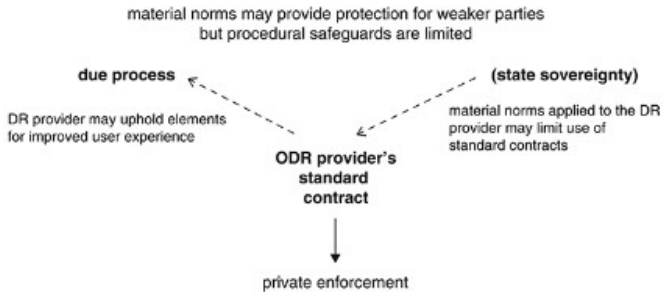 material norms may provide protection for weaker parties
but procedural safeguards are limited
due process
(state sovereignty)
DR provider may uphold elements
for improved user experience
material norms applied to the DR
provider may limit use of
standard contracts
ODR provider's
standard
contract
private enforcement